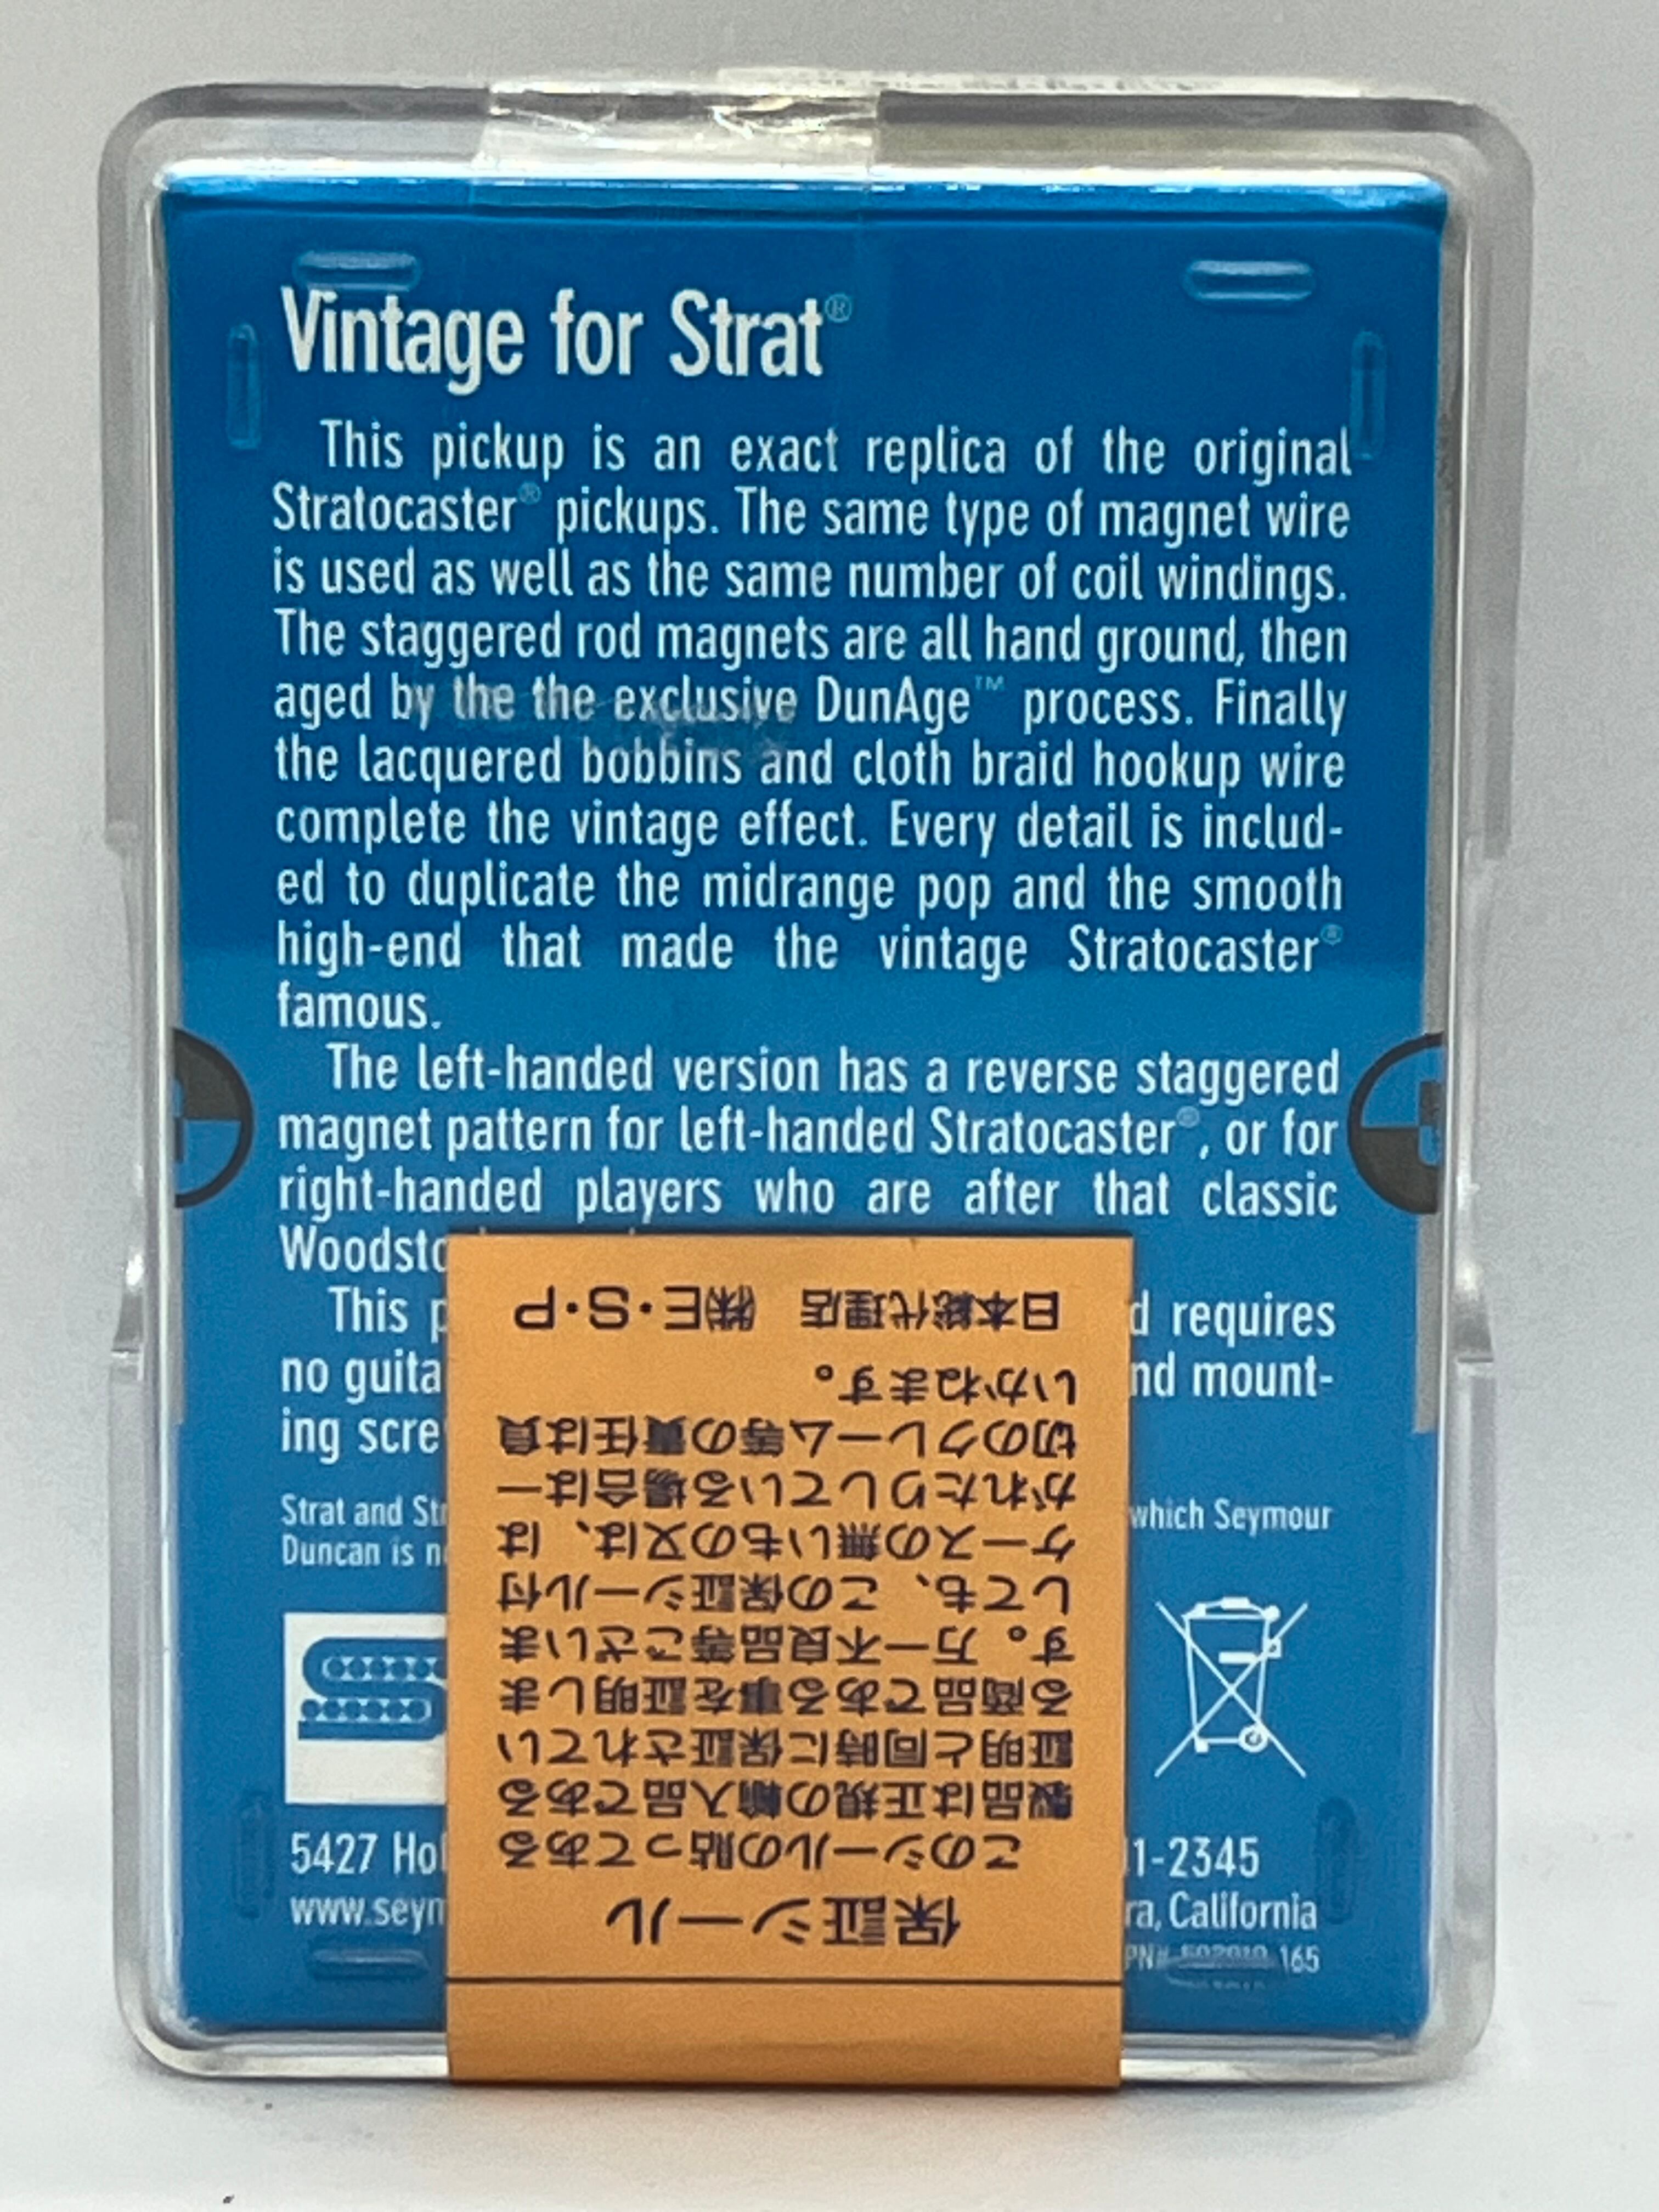 Vintage for Strat®
This pickup is an exact replica of the original
Stratocaster® pickups. The same type of magnet wire
is used as well as the same number of coil windings.
The staggered rod magnets are all hand ground, then
aged by the the exclusive DunAge™ process. Finally
the lacquered bobbins and cloth braid hookup wire
complete the vintage effect. Every detail is includ-
ed to duplicate the midrange pop and the smooth
high-end that made the vintage Stratocaster®
famous.
The left-handed version has a reverse staggered
magnet pattern for left-handed Stratocaster®, or for
right-handed players who are after that classic
Woodsto
This p
d requires
no guita
nd mount-
ing scre
Strat and St
which Seymour
Duncan is n
5427 Hol
1-2345
www.seym
ra, California
PN#
165
保証シール
このシールの貼ってある
製品は正規の輸入品である
証明と同時に保証されてい
る商品である事を証明しま
す。万一不良品等ございま
しても、この保証シール付
ケースの無いもの又は、は
がれたりしている場合は一
切のクレーム等の責任は負
いかねます。
日本総代理店 ㈱E・S・P